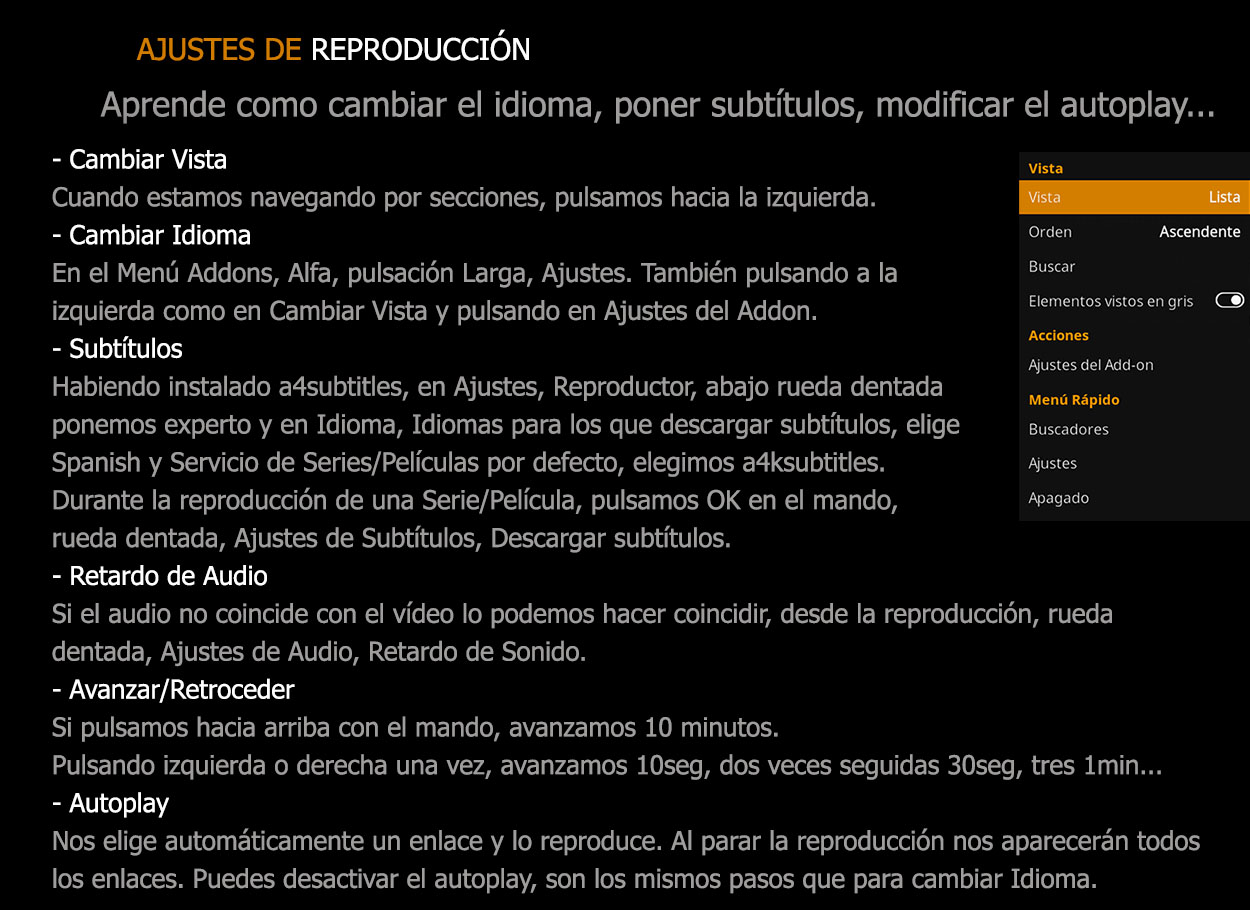 AJUSTES DE REPRODUCCIÓN
Aprende como cambiar el idioma, poner subtítulos, modificar el autoplay...
- Cambiar Vista
Cuando estamos navegando por secciones, pulsamos hacia la izquierda.
- Cambiar Idioma
En el Menú Addons, Alfa, pulsación Larga, Ajustes. También pulsando a la
izquierda como en Cambiar Vista y pulsando en Ajustes del Addon.
- Subtítulos
Habiendo instalado a4subtitles, en Ajustes, Reproductor, abajo rueda dentada
ponemos experto y en Idioma, Idiomas para los que descargar subtítulos, elige
Spanish y Servicio de Series/Películas por defecto, elegimos a4ksubtitles.
Durante la reproducción de una Serie/Película, pulsamos OK en el mando,
rueda dentada, Ajustes de Subtítulos, Descargar subtítulos.
- Retardo de Audio
Si el audio no coincide con el vídeo lo podemos hacer coincidir, desde la reproducción, rueda
dentada, Ajustes de Audio, Retardo de Sonido.
- Avanzar/Retroceder
Si pulsamos hacia arriba con el mando, avanzamos 10 minutos.
Pulsando izquierda o derecha una vez, avanzamos 10seg, dos veces seguidas 30seg, tres 1min...
- Autoplay
Nos elige automáticamente un enlace y lo reproduce. Al parar la reproducción nos aparecerán todos
los enlaces. Puedes desactivar el autoplay, son los mismos pasos que para cambiar Idioma.
Vista
Vista Lista
Orden Ascendente
Buscar
Elementos vistos en gris
Acciones
Ajustes del Add-on
Menú Rápido
Buscadores
Ajustes
Apagado